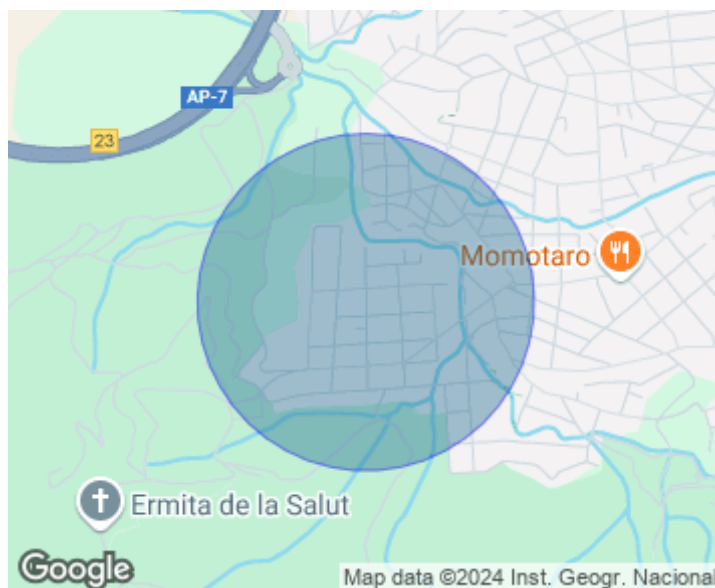 AP-7
23
Momotaro
Ermita de la Salut
Google
Map data ©2024 Inst. Geogr. Nacional